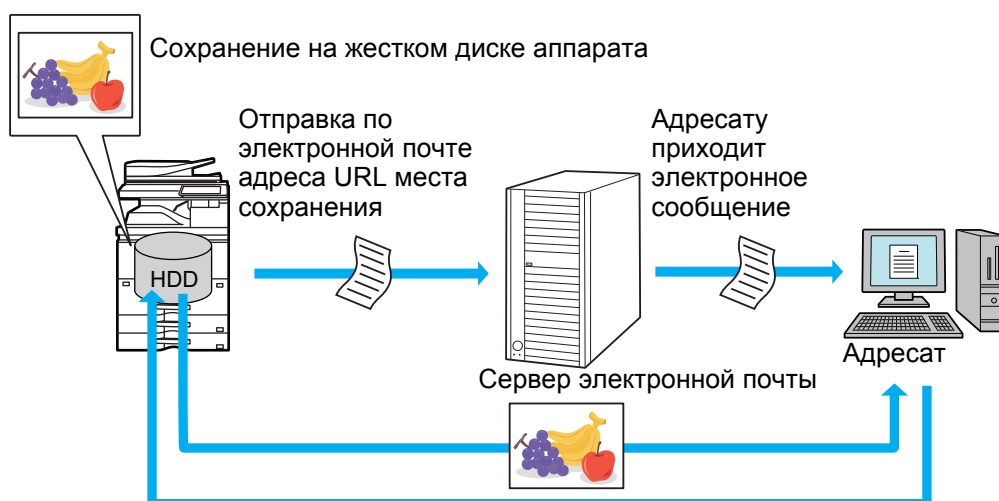 Сохранение на жестком диске аппарата
Отправка по
электронной почте
адреса URL места
сохранения
Адресату
приходит
электронное
сообщение
HDD
Адресат
Сервер электронной почты